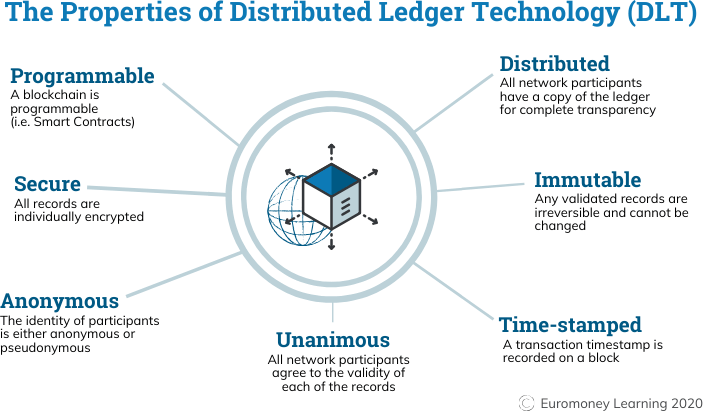 The Properties of Distributed Ledger Technology (DLT)
Programmable
A blockchain is
programmable
(i.e. Smart Contracts)
Secure
All records are
individually encrypted
Anonymous
The identity of participants
is either anonymous or
pseudonymous
Unanimous
All network participants
agree to the validity of
each of the records
Distributed
All network participants
have a copy of the ledger
for complete transparency
Immutable
Any validated records are
irreversible and cannot be
changed
Time-stamped
A transaction timestamp is
recorded on a block
© Euromoney Learning 2020